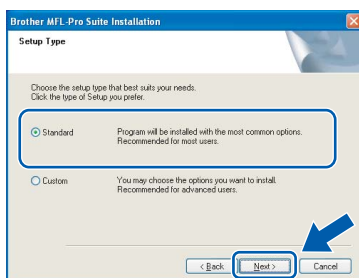 Brother MFL-Pro Suite Installation
Setup Type
Choose the setup type that best suits your needs.
Click the type of Setup you prefer.
Standard
Program will be installed with the most common options.
Recommended for most users.
Custom
You may choose the options you want to install.
Recommended for advanced users.
< Back
Next >
Cancel